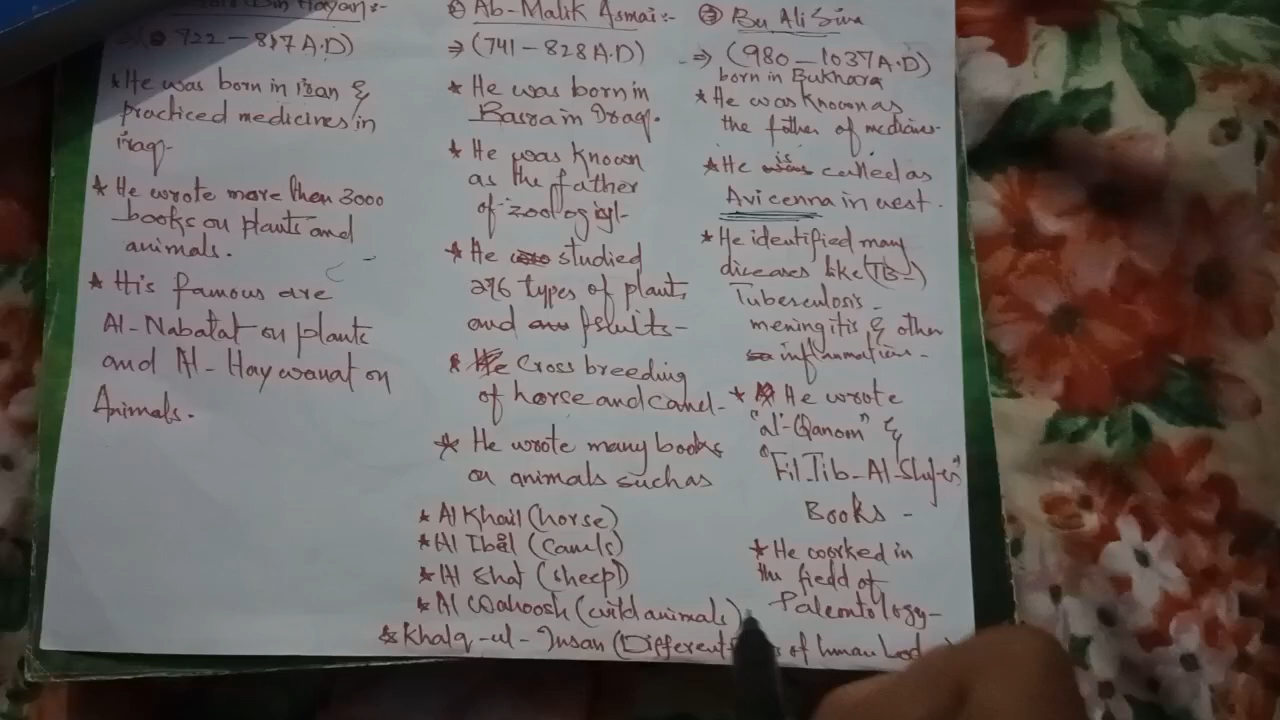 Bin Hayan:-
⇒ (722 – 817 A.D)
* He was born in iran &
practiced medicines in
iraq-
* He wrote more then 3000
books on plants and
animals.
* His famous are
Al-Nabatat on plants
and Al-Haywanat on
Animals.
② Ab-Malik Asmai:-
⇒ (741 – 828 A.D)
* He was born in
Basra in Iraq.
* He was known
as the father
of zoologist-
* He studied
276 types of plants
and fruits-
* Cross breeding
of horse and camel-
* He wrote many books
on animals such as
* Al Khail (horse)
* Al Ibal (Camels)
* Al Shat (sheep)
* Al Wahoosh (wild animals)
* Khalq-ul-Insan (Different of human
③ Bu Ali Sina
⇒ (980 – 1037 A.D)
born in Bukhara
* He was known as
the father of medicine-
* He is called as
Avicenna in west.
* He identified many
diseases like (TB-)
Tuberculosis-
meningitis, & other
inflammation-
* He wrote
"al-Qanom" &
"Fil-Tib-Al-
Books-
* He worked in
the field of
Paleontology-